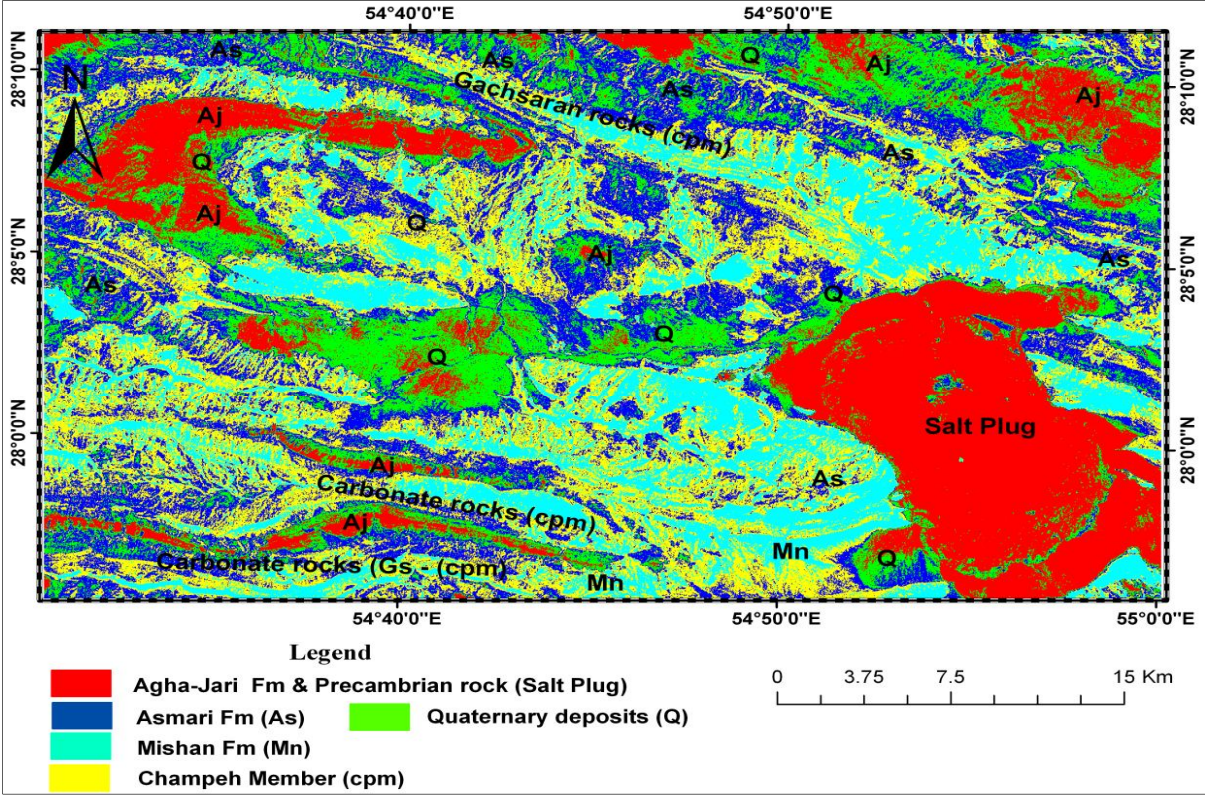 54°40'0"E 54°50'0"E
As As Q Aj
28°10'0"N N Gachsaran rocks (cpm) As Aj 28°10'0"N
Aj
Q As
Aj Q
28°5'0"N Aj As 28°5'0"N
As Q
Q Q
28°0'0"N Salt Plug 28°0'0"N
Aj As
Carbonate rocks (cpm)
Aj Mn Q
Carbonate rocks (Gs - (cpm) Mn
54°40'0"E 54°50'0"E 55°0'0"E
Legend
Agha-Jari Fm & Precambrian rock (Salt Plug)
Asmari Fm (As) Quaternary deposits (Q)
Mishan Fm (Mn)
Champeh Member (cpm)
0 3.75 7.5 15 Km